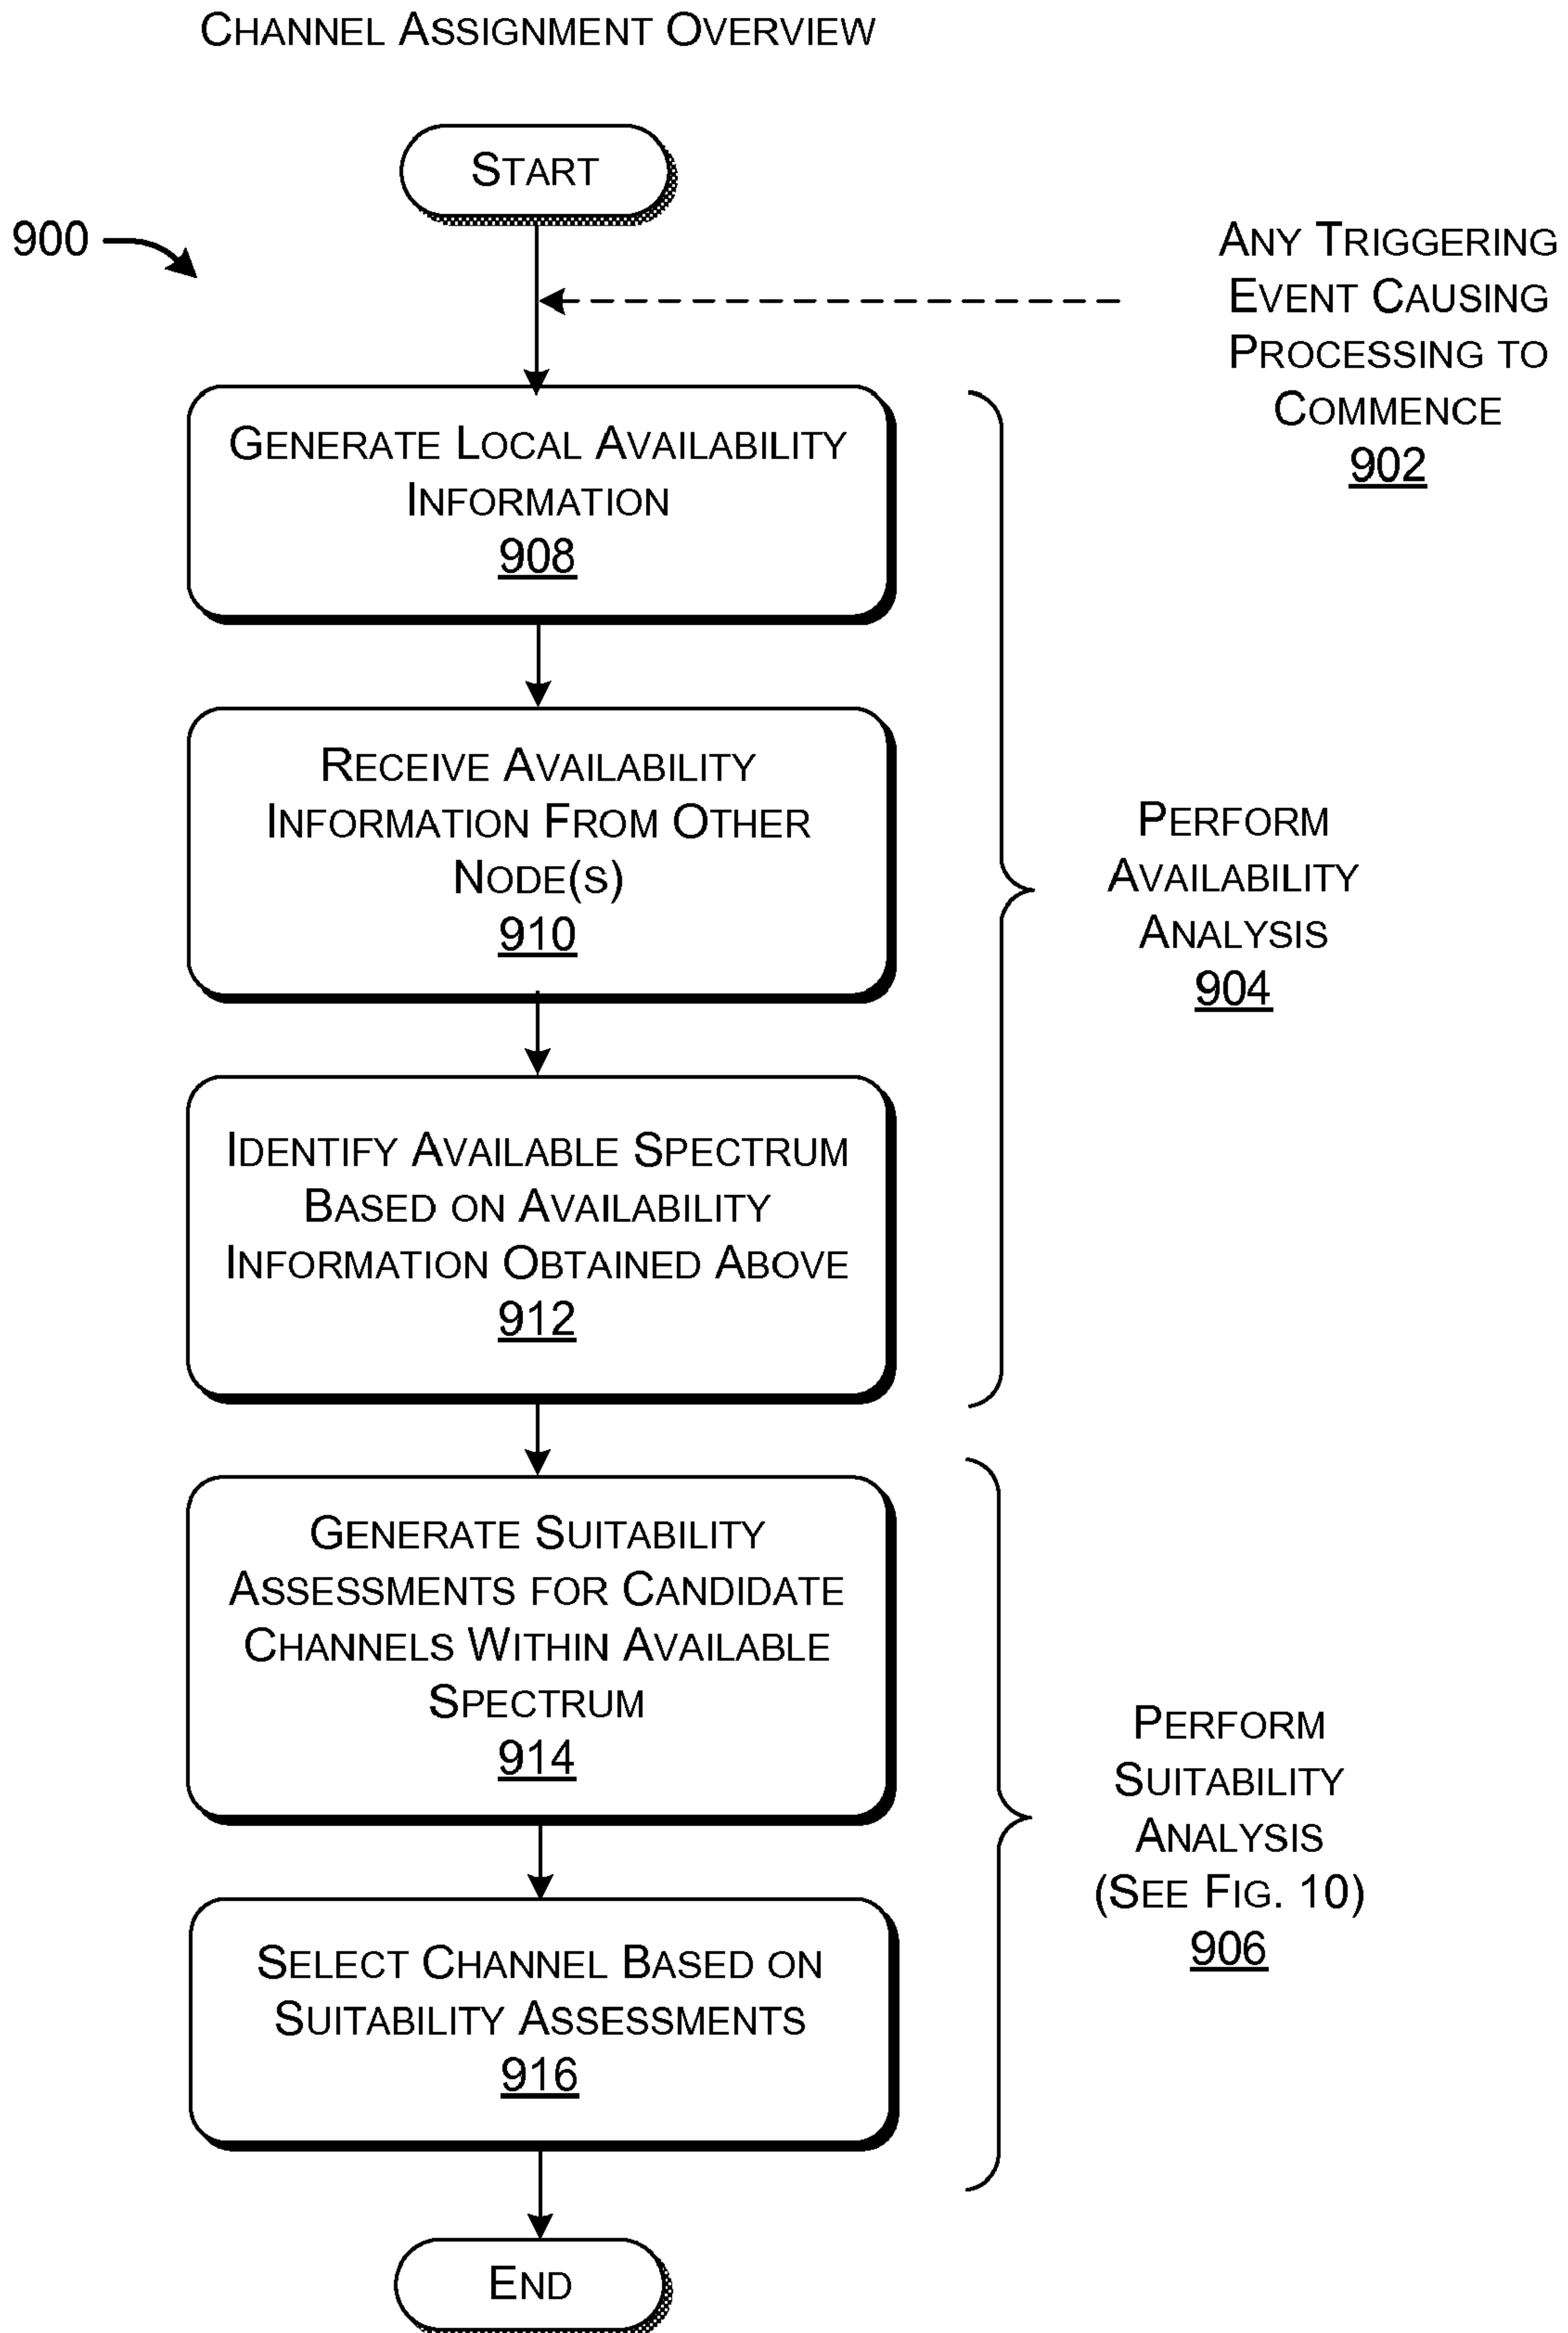 CHANNEL ASSIGNMENT OVERVIEW
START
900
ANY TRIGGERING
EVENT CAUSING
PROCESSING TO
COMMENCE
902
GENERATE LOCAL AVAILABILITY
INFORMATION
908
RECEIVE AVAILABILITY
INFORMATION FROM OTHER
NODE(S)
910
PERFORM
AVAILABILITY
ANALYSIS
904
IDENTIFY AVAILABLE SPECTRUM
BASED ON AVAILABILITY
INFORMATION OBTAINED ABOVE
912
GENERATE SUITABILITY
ASSESSMENTS FOR CANDIDATE
CHANNELS WITHIN AVAILABLE
SPECTRUM
914
PERFORM
SUITABILITY
ANALYSIS
(SEE FIG. 10)
906
SELECT CHANNEL BASED ON
SUITABILITY ASSESSMENTS
916
END